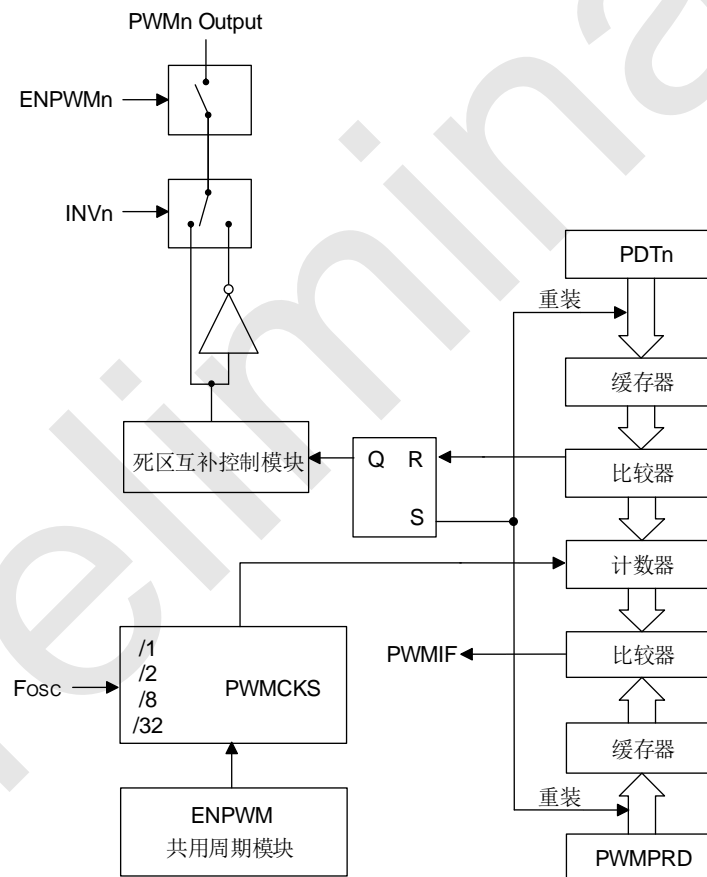 PWMn Output
ENPWMn
INVn
PDTn
重装
缓存器
死区互补控制模块
Q R
S
比较器
计数器
/1
/2
/8
/32
PWMCKS
Fosc
PWMIF
比较器
缓存器
ENPWM
共用周期模块
重装
PWMPRD
elimina